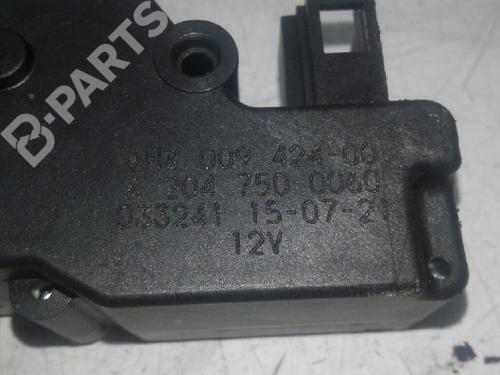 B-PARTS
6NW 009 424-00
A 204 750 0060
033241 15-07-21
12V